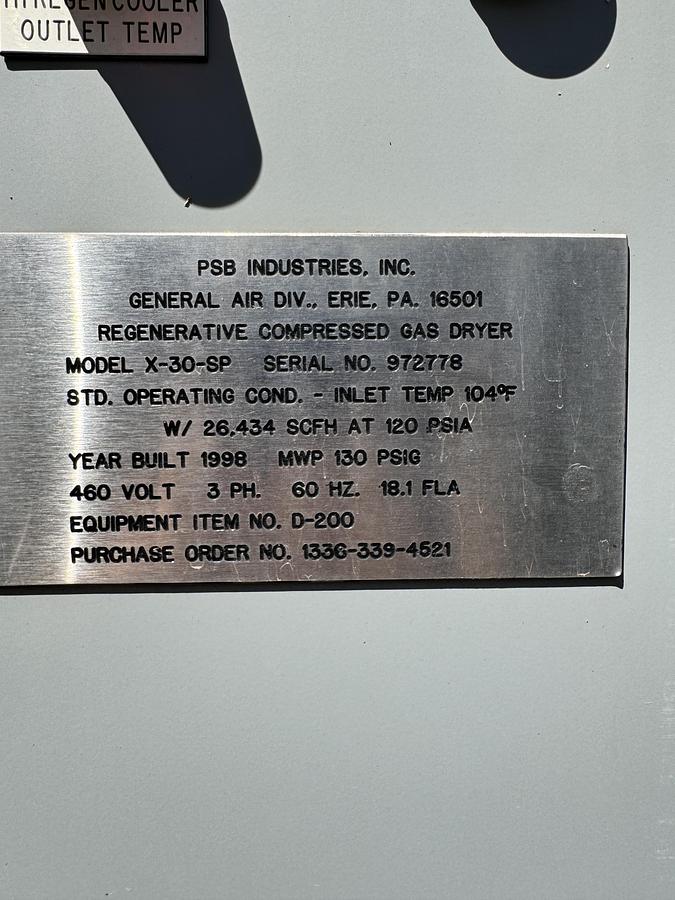 REGEN COOLER
OUTLET TEMP
PSB INDUSTRIES, INC.
GENERAL AIR DIV., ERIE, PA. 16501
REGENERATIVE COMPRESSED GAS DRYER
MODEL X-30-SP SERIAL NO. 972778
STD. OPERATING COND. - INLET TEMP 104°F
W/ 26,434 SCFH AT 120 PSIA
YEAR BUILT 1998 MWP 130 PSIG
460 VOLT 3 PH. 60 HZ. 18.1 FLA
EQUIPMENT ITEM NO. D-200
PURCHASE ORDER NO. 133G-339-4521